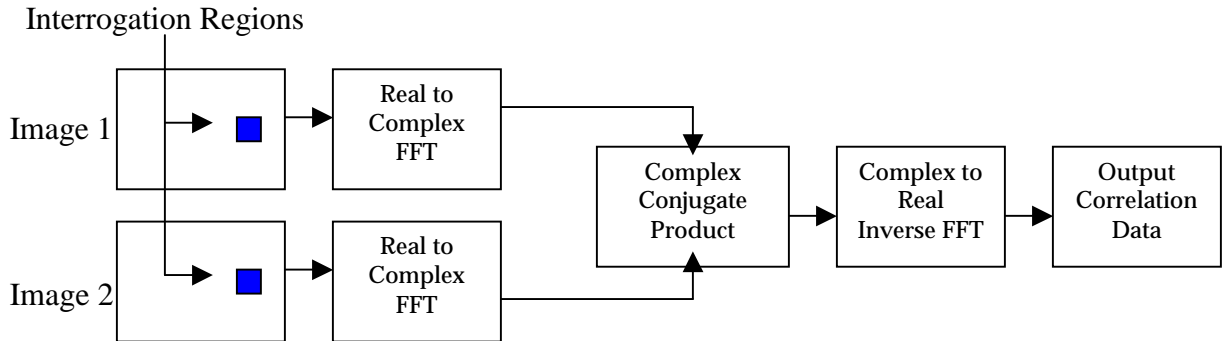 Interrogation Regions
Image 1
Real to
Complex
FFT
Image 2
Real to
Complex
FFT
Complex
Conjugate
Product
Complex to
Real
Inverse FFT
Output
Correlation
Data